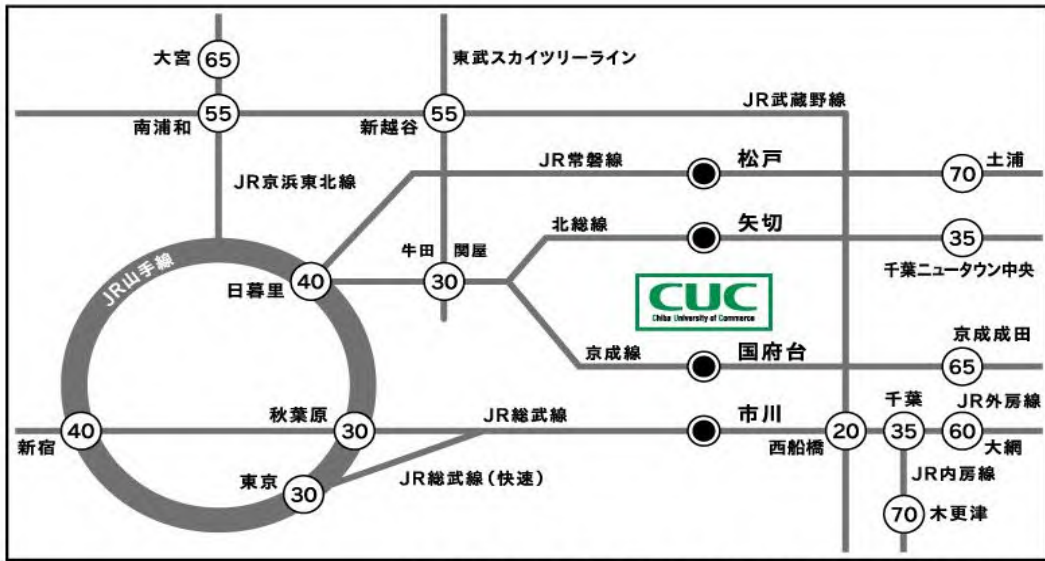 大宮
65
東武スカイツリーライン
JR武蔵野線
南浦和
55
新越谷
55
JR京浜東北線
JR常磐線
松戸
70
土浦
北総線
矢切
35
千葉ニュータウン中央
牛田
関屋
30
JR山手線
日暮里
40
CUC
Chiba University of Commerce
京成線
国府台
京成成田
65
新宿
40
秋葉原
30
JR総武線
市川
西船橋
20
千葉
35
JR外房線
60
大網
東京
30
JR総武線(快速)
JR内房線
70
木更津